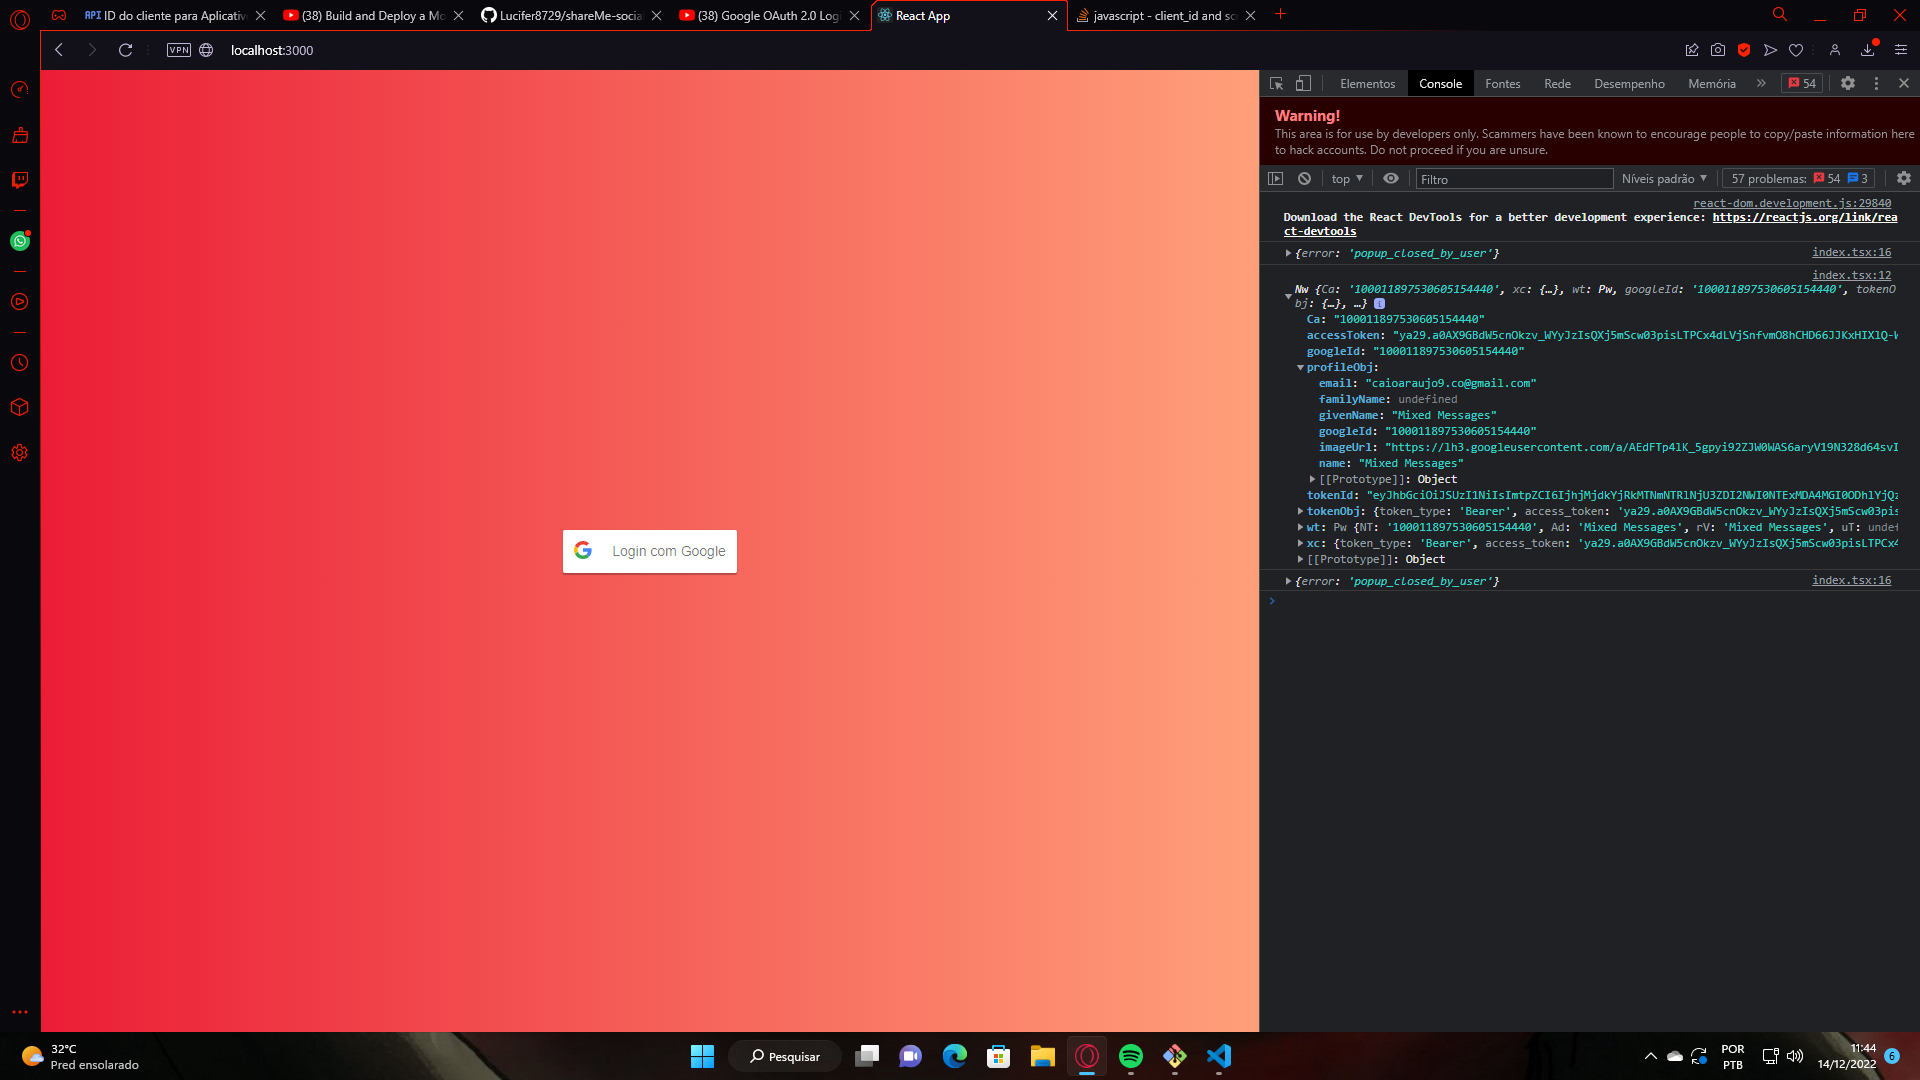 API ID do cliente para Aplicativ
(38) Build and Deploy a Mo
Lucifer8729/shareMe-socia
(38) Google OAuth 2.0 Logi
React App
javascript - client_id and sc
VPN
localhost:3000
Elementos
Console
Fontes
Rede
Desempenho
Memória
54
Warning!
This area is for use by developers only. Scammers have been known to encourage people to copy/paste information here
to hack accounts. Do not proceed if you are unsure.
top
Filtro
Níveis padrão
57 problemas: 54 3
react-dom.development.js:29840
Download the React DevTools for a better development experience: https://reactjs.org/link/rea
ct-devtools
{error: 'popup_closed_by_user'}
index.tsx:16
index.tsx:12
Nw {Ca: '100011897530605154440', xc: {…}, wt: Pw, googleId: '100011897530605154440', tokenO
bj: {…}, …}
Ca: "100011897530605154440"
accessToken: "ya29.a0AX9GBdW5cnOkzv_WYyJzIsQXj5mScw03pisLTPCx4dLVjSnfvmO8hCHD66JJKxHIXlQ-W
googleId: "100011897530605154440"
profileObj:
email: "caioaraujo9.co@gmail.com"
familyName: undefined
givenName: "Mixed Messages"
googleId: "100011897530605154440"
imageUrl: "https://lh3.googleusercontent.com/a/AEdFTp4lK_5gpyi92ZJW0WAS6aryV19N328d64svI
name: "Mixed Messages"
[[Prototype]]: Object
tokenId: "eyJhbGciOiJSUzI1NiIsImtpZCI6IjhjMjdkYjRkMTNmNTRlNjU3ZDI2NWI0NTExMDA4MGI0ODhlYjQz
tokenObj: {token_type: 'Bearer', access_token: 'ya29.a0AX9GBdW5cnOkzv_WYyJzIsQXj5mScw03pis
wt: Pw {NT: '100011897530605154440', Ad: 'Mixed Messages', rV: 'Mixed Messages', uT: undef
xc: {token_type: 'Bearer', access_token: 'ya29.a0AX9GBdW5cnOkzv_WYyJzIsQXj5mScw03pisLTPCx4
[[Prototype]]: Object
{error: 'popup_closed_by_user'}
index.tsx:16
Login com Google
32°C
Pred ensolarado
Pesquisar
POR
PTB
11:44
14/12/2022
6